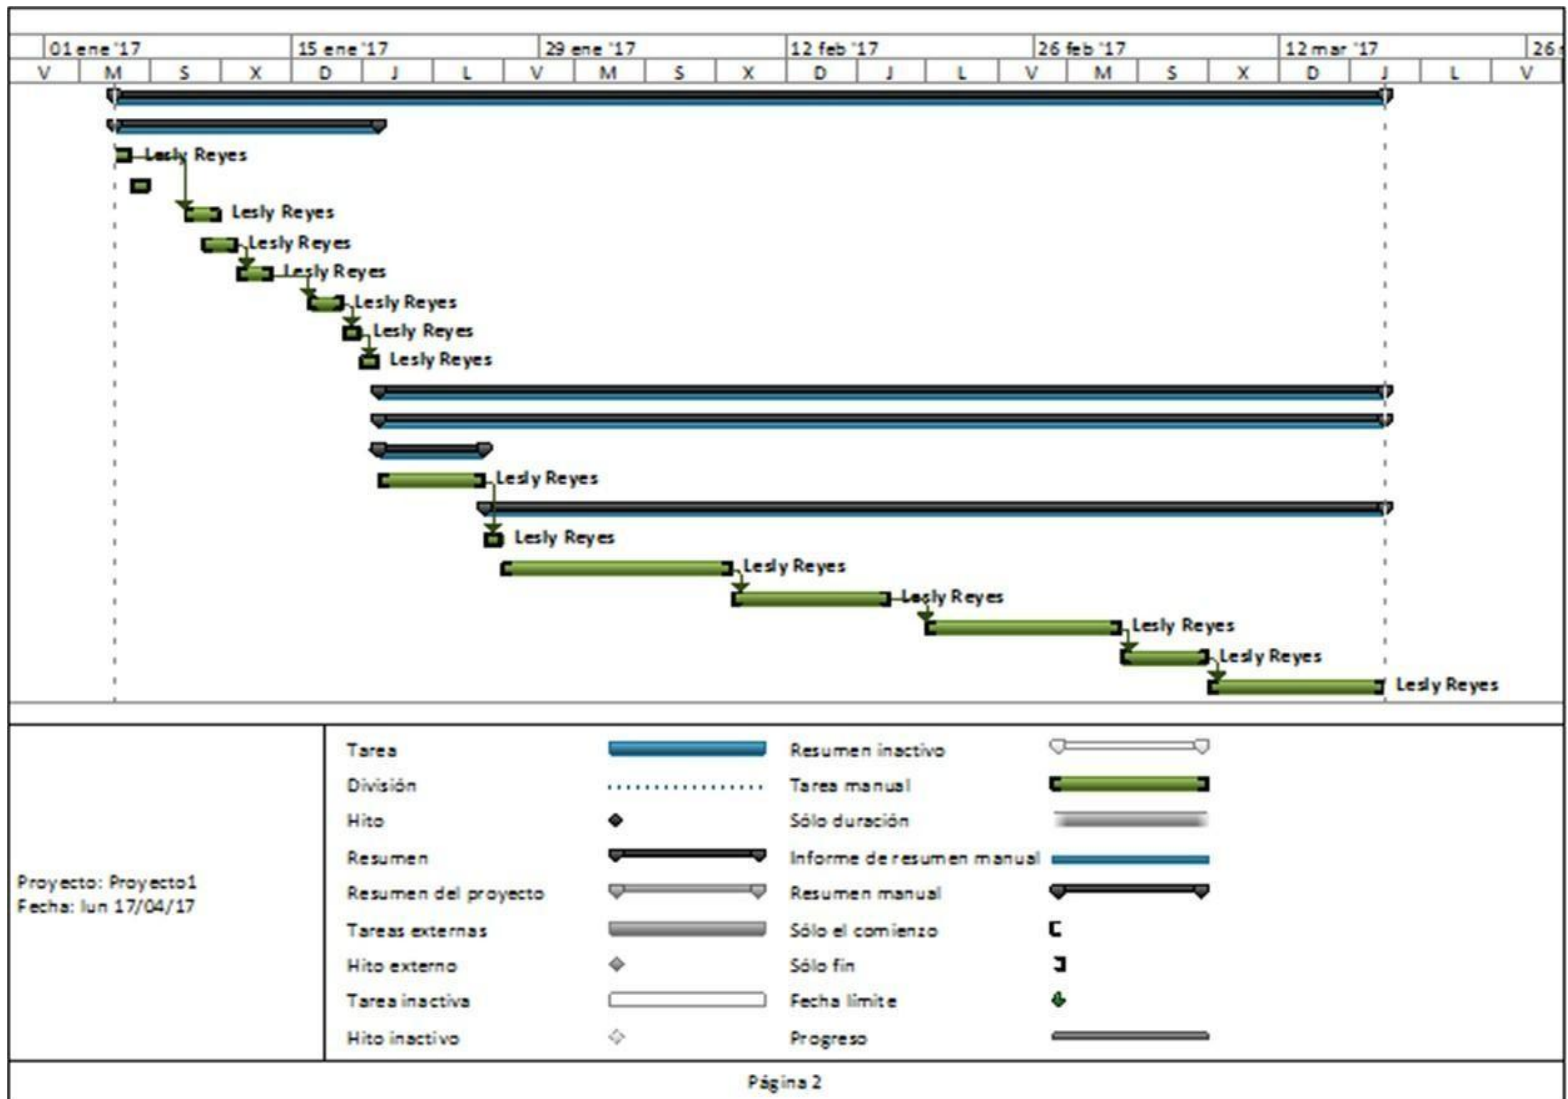 01 ene '17 15 ene '17 29 ene '17 12 feb '17 26 feb '17 12 mar '17 26
V M S X D J L V M S X D J L V M S X D J L V
Lesly Reyes
Lesly Reyes
Lesly Reyes
Lesly Reyes
Lesly Reyes
Lesly Reyes
Lesly Reyes
Lesly Reyes
Lesly Reyes
Lesly Reyes
Lesly Reyes
Lesly Reyes
Lesly Reyes
Lesly Reyes
Proyecto: Proyecto1
Fecha: lun 17/04/17
Tarea
División
Hito
Resumen
Resumen del proyecto
Tareas externas
Hito externo
Tarea inactiva
Hito inactivo
Resumen inactivo
Tarea manual
Sólo duración
Informe de resumen manual
Resumen manual
Sólo el comienzo
Sólo fin
Fecha límite
Progreso
Página 2